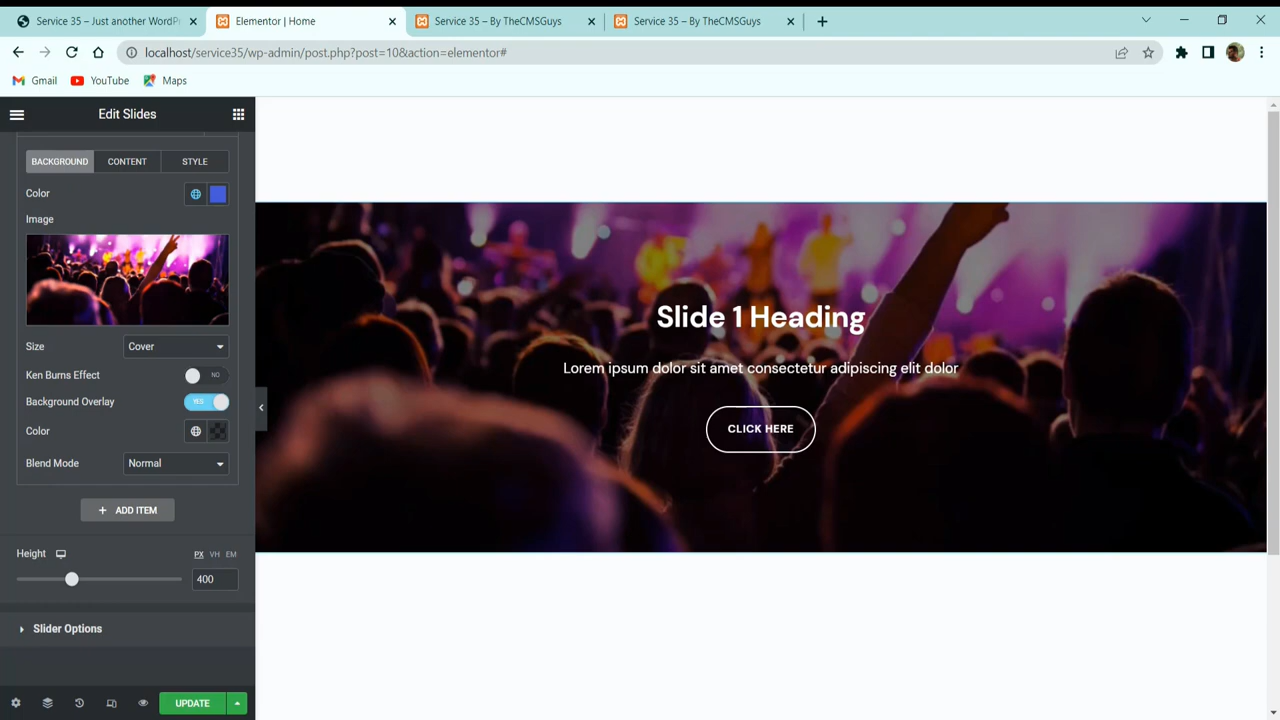 Service 35 – Just another WordPr
Elementor | Home
Service 35 – By TheCMSGuys
Service 35 – By TheCMSGuys
localhost/service35/wp-admin/post.php?post=10&action=elementor#
Gmail
YouTube
Maps
Edit Slides
BACKGROUND
CONTENT
STYLE
Color
Image
Size
Cover
Ken Burns Effect
NO
Background Overlay
YES
Color
Blend Mode
Normal
+ ADD ITEM
Height
PX
VH
EM
400
Slider Options
UPDATE
Slide 1 Heading
Lorem ipsum dolor sit amet consectetur adipiscing elit dolor
CLICK HERE